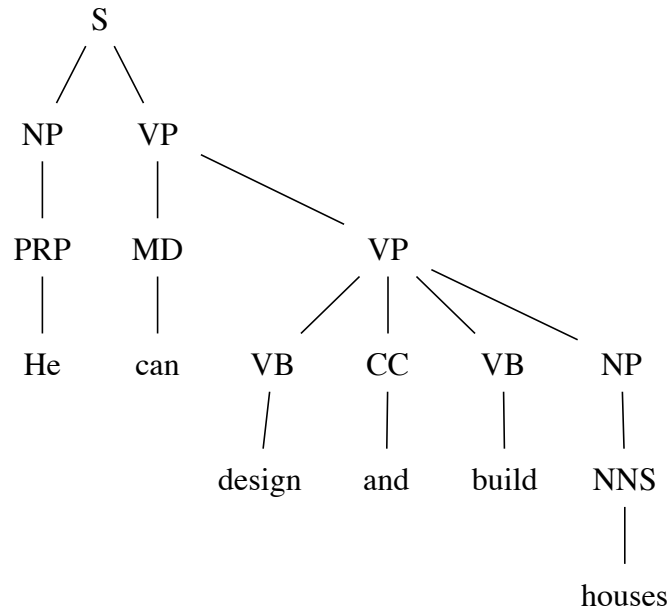 S
NP VP
PRP MD VP
He can VB CC VB NP
design and build NNS
houses